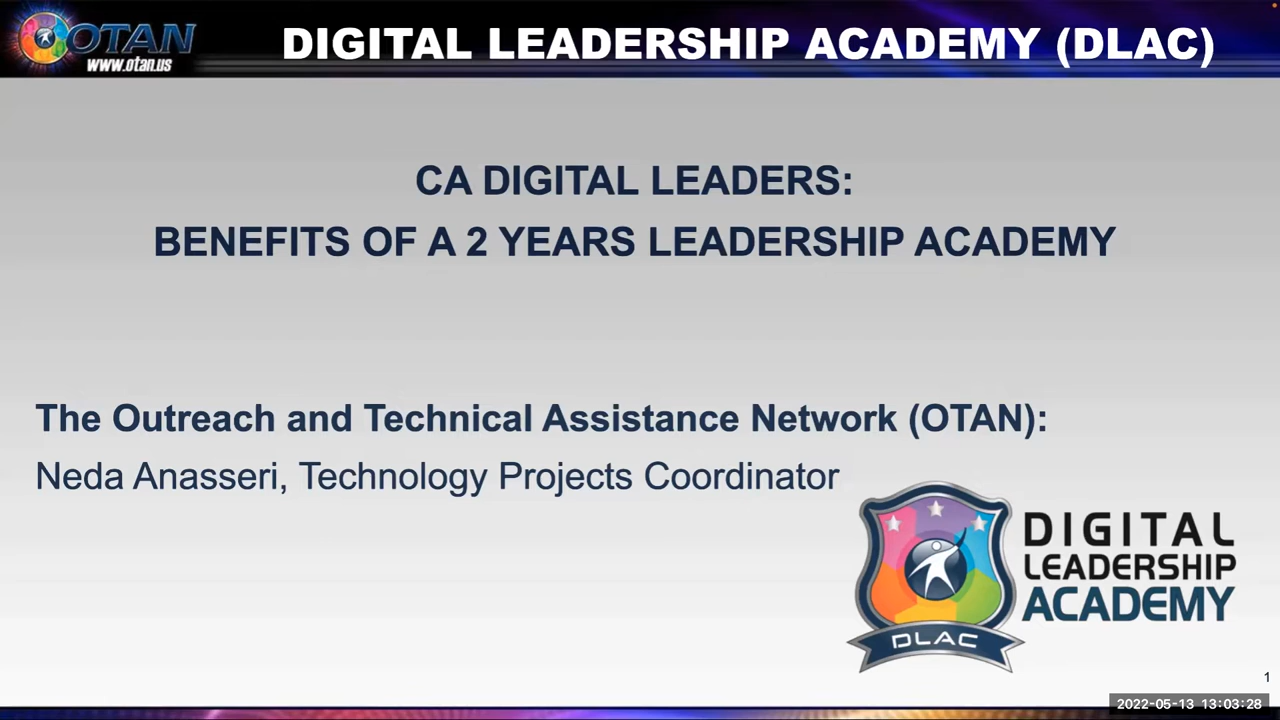 OTAN
www.otan.us
DIGITAL LEADERSHIP ACADEMY (DLAC)
CA DIGITAL LEADERS:
BENEFITS OF A 2 YEARS LEADERSHIP ACADEMY
The Outreach and Technical Assistance Network (OTAN):
Neda Anasseri, Technology Projects Coordinator
DIGITAL
LEADERSHIP
ACADEMY
DLAC
1
2022-05-13 13:03:28